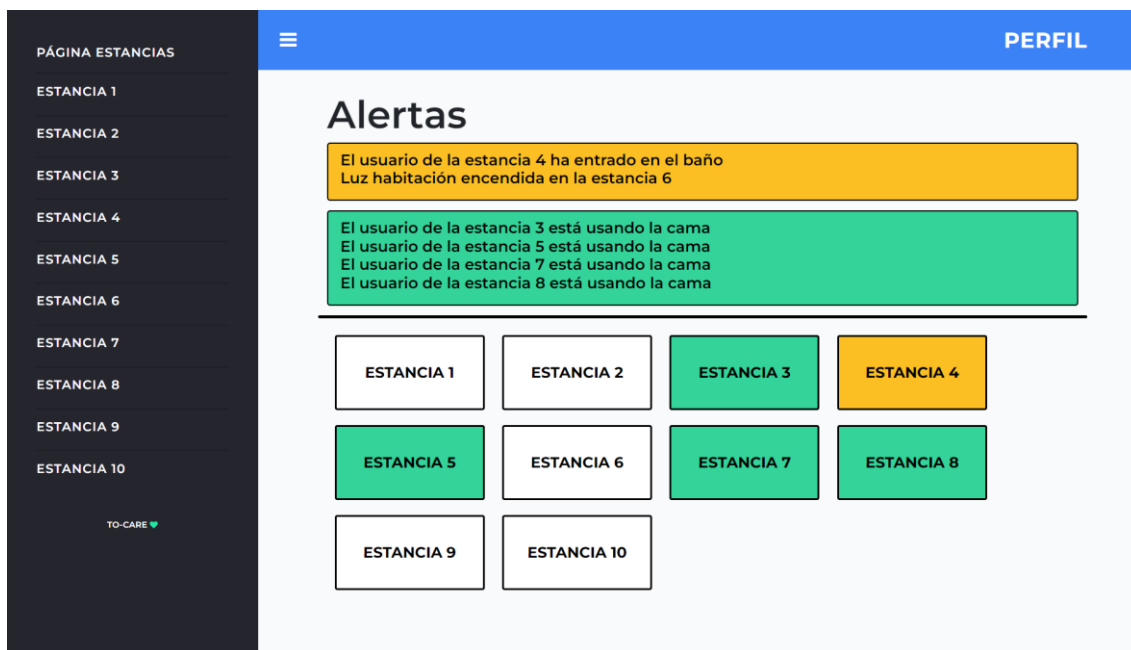 PÁGINA ESTANCIAS
ESTANCIA 1
ESTANCIA 2
ESTANCIA 3
ESTANCIA 4
ESTANCIA 5
ESTANCIA 6
ESTANCIA 7
ESTANCIA 8
ESTANCIA 9
ESTANCIA 10
TO-CARE
PERFIL
Alertas
El usuario de la estancia 4 ha entrado en el baño
Luz habitación encendida en la estancia 6
El usuario de la estancia 3 está usando la cama
El usuario de la estancia 5 está usando la cama
El usuario de la estancia 7 está usando la cama
El usuario de la estancia 8 está usando la cama
ESTANCIA 1
ESTANCIA 2
ESTANCIA 3
ESTANCIA 4
ESTANCIA 5
ESTANCIA 6
ESTANCIA 7
ESTANCIA 8
ESTANCIA 9
ESTANCIA 10